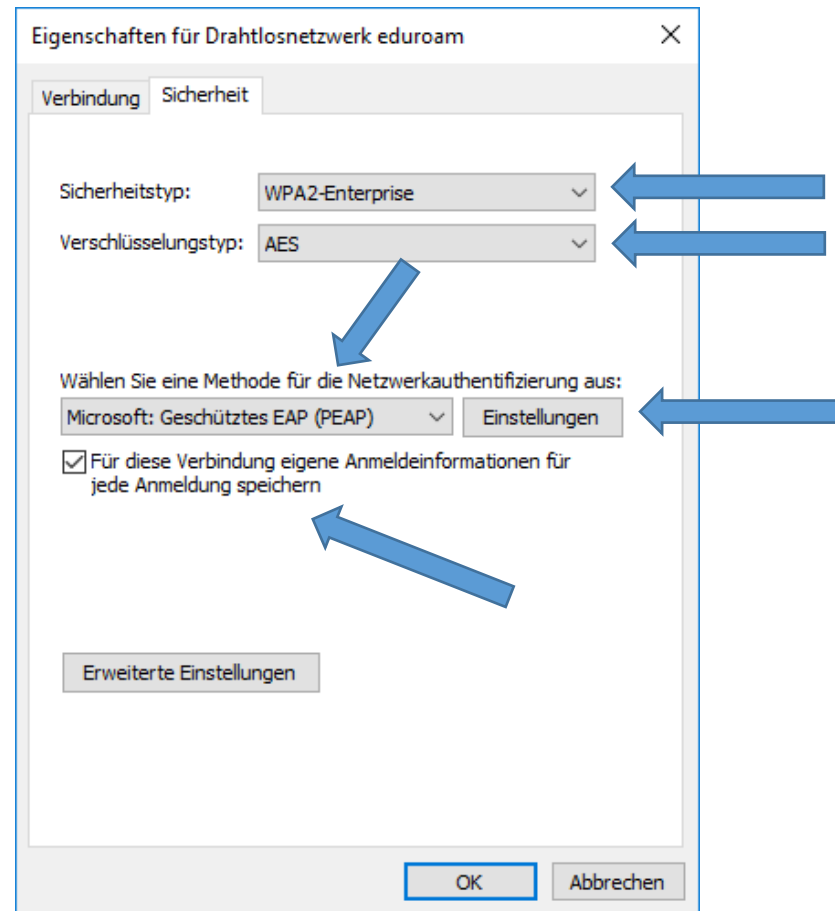 Eigenschaften für Drahtlosnetzwerk eduroam
Verbindung Sicherheit
Sicherheitstyp: WPA2-Enterprise
Verschlüsselungstyp: AES
Wählen Sie eine Methode für die Netzwerkauthentifizierung aus:
Microsoft: Geschütztes EAP (PEAP) Einstellungen
Für diese Verbindung eigene Anmeldeinformationen für
jede Anmeldung speichern
Erweiterte Einstellungen
OK Abbrechen